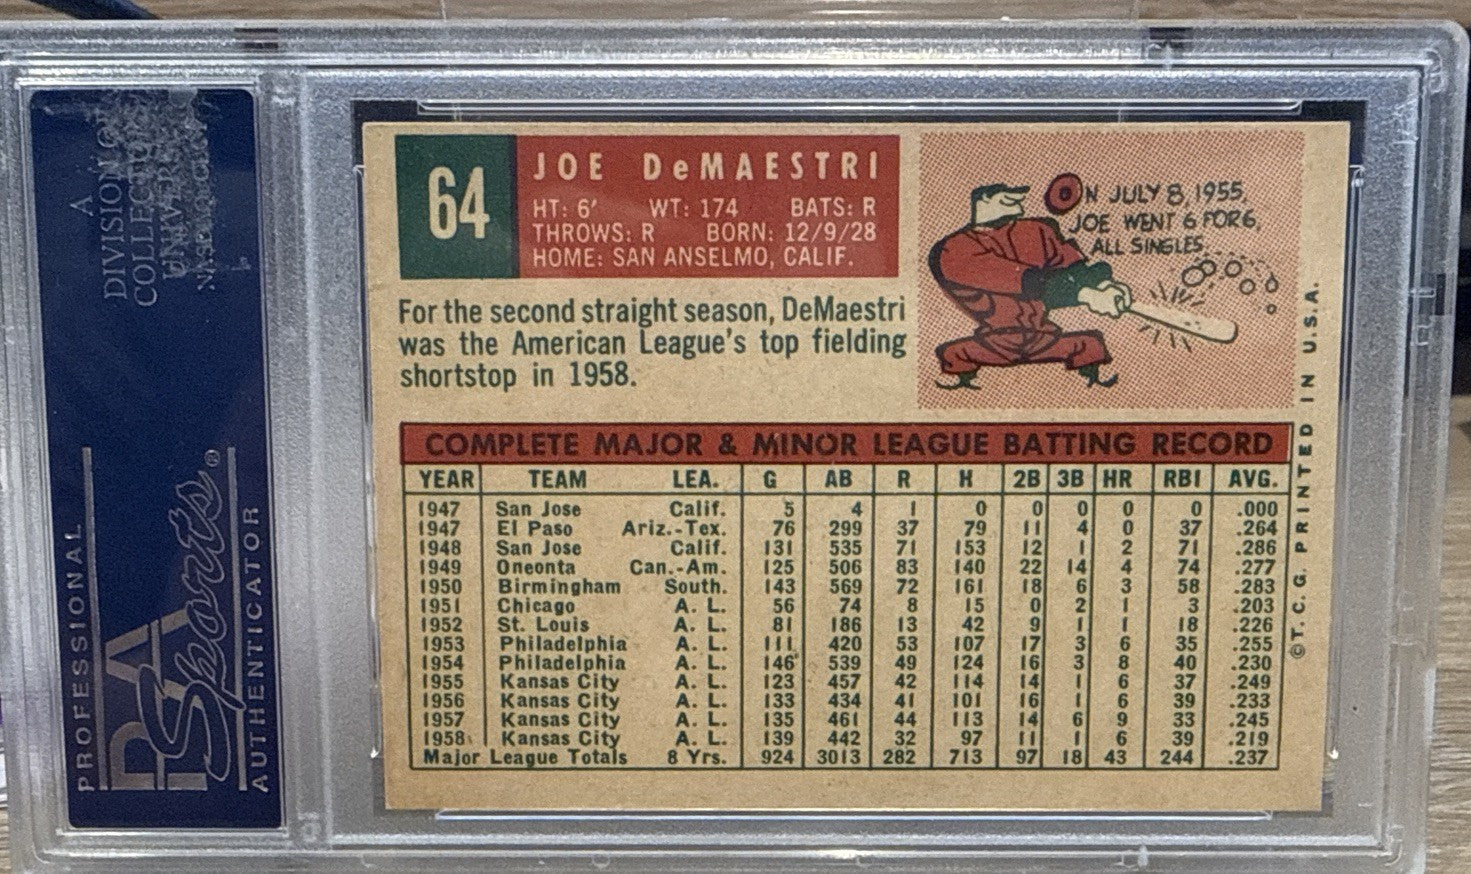 64
JOE DeMAESTRI
HT: 6' WT: 174 BATS: R
THROWS: R BORN: 12/9/28
HOME: SAN ANSELMO, CALIF.
ON JULY 8, 1955,
JOE WENT 6 FOR 6,
ALL SINGLES.
For the second straight season, DeMaestri
was the American League's top fielding
shortstop in 1958.
COMPLETE MAJOR & MINOR LEAGUE BATTING RECORD
YEAR TEAM LEA. G AB R H 2B 3B HR RBI AVG.
1947 San Jose Calif. 5 4 1 0 0 0 0 0 .000
1947 El Paso Ariz.-Tex. 76 299 37 79 11 4 0 37 .264
1948 San Jose Calif. 131 535 71 153 12 1 2 71 .286
1949 Oneonta Can.-Am. 125 506 83 140 22 14 4 74 .277
1950 Birmingham South. 143 569 72 161 18 6 3 58 .283
1951 Chicago A. L. 56 74 8 15 0 2 1 3 .203
1952 St. Louis A. L. 81 186 13 42 9 1 1 18 .226
1953 Philadelphia A. L. 111 420 53 107 17 3 6 35 .255
1954 Philadelphia A. L. 146 539 49 124 16 3 8 40 .230
1955 Kansas City A. L. 123 457 42 114 14 1 6 37 .249
1956 Kansas City A. L. 133 434 41 101 16 1 6 39 .233
1957 Kansas City A. L. 135 461 44 113 14 6 9 33 .245
1958 Kansas City A. L. 139 442 32 97 11 1 6 39 .219
Major League Totals 8 Yrs. 924 3013 282 713 97 18 43 244 .237
©T.C.G. PRINTED IN U.S.A.
A
DIVISION OF
COLLECTORS
UNIVERSE
PROFESSIONAL
PSA
Sports®
AUTHENTICATOR